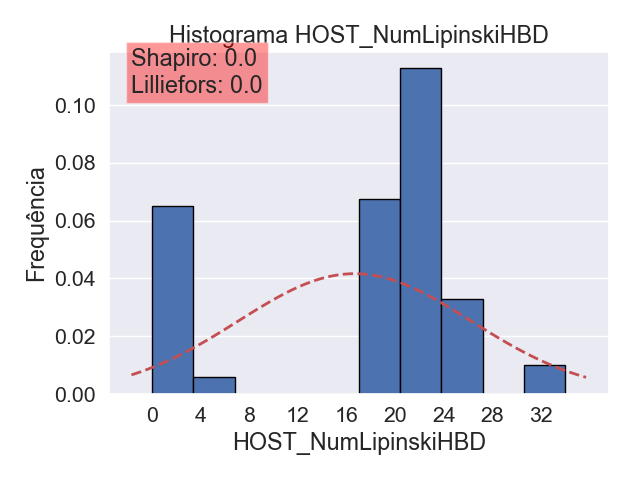 Histograma HOST_NumLipinskiHBD
Shapiro: 0.0
Lilliefors: 0.0
Frequência
0.10
0.08
0.06
0.04
0.02
0.00
0 4 8 12 16 20 24 28 32
HOST_NumLipinskiHBD